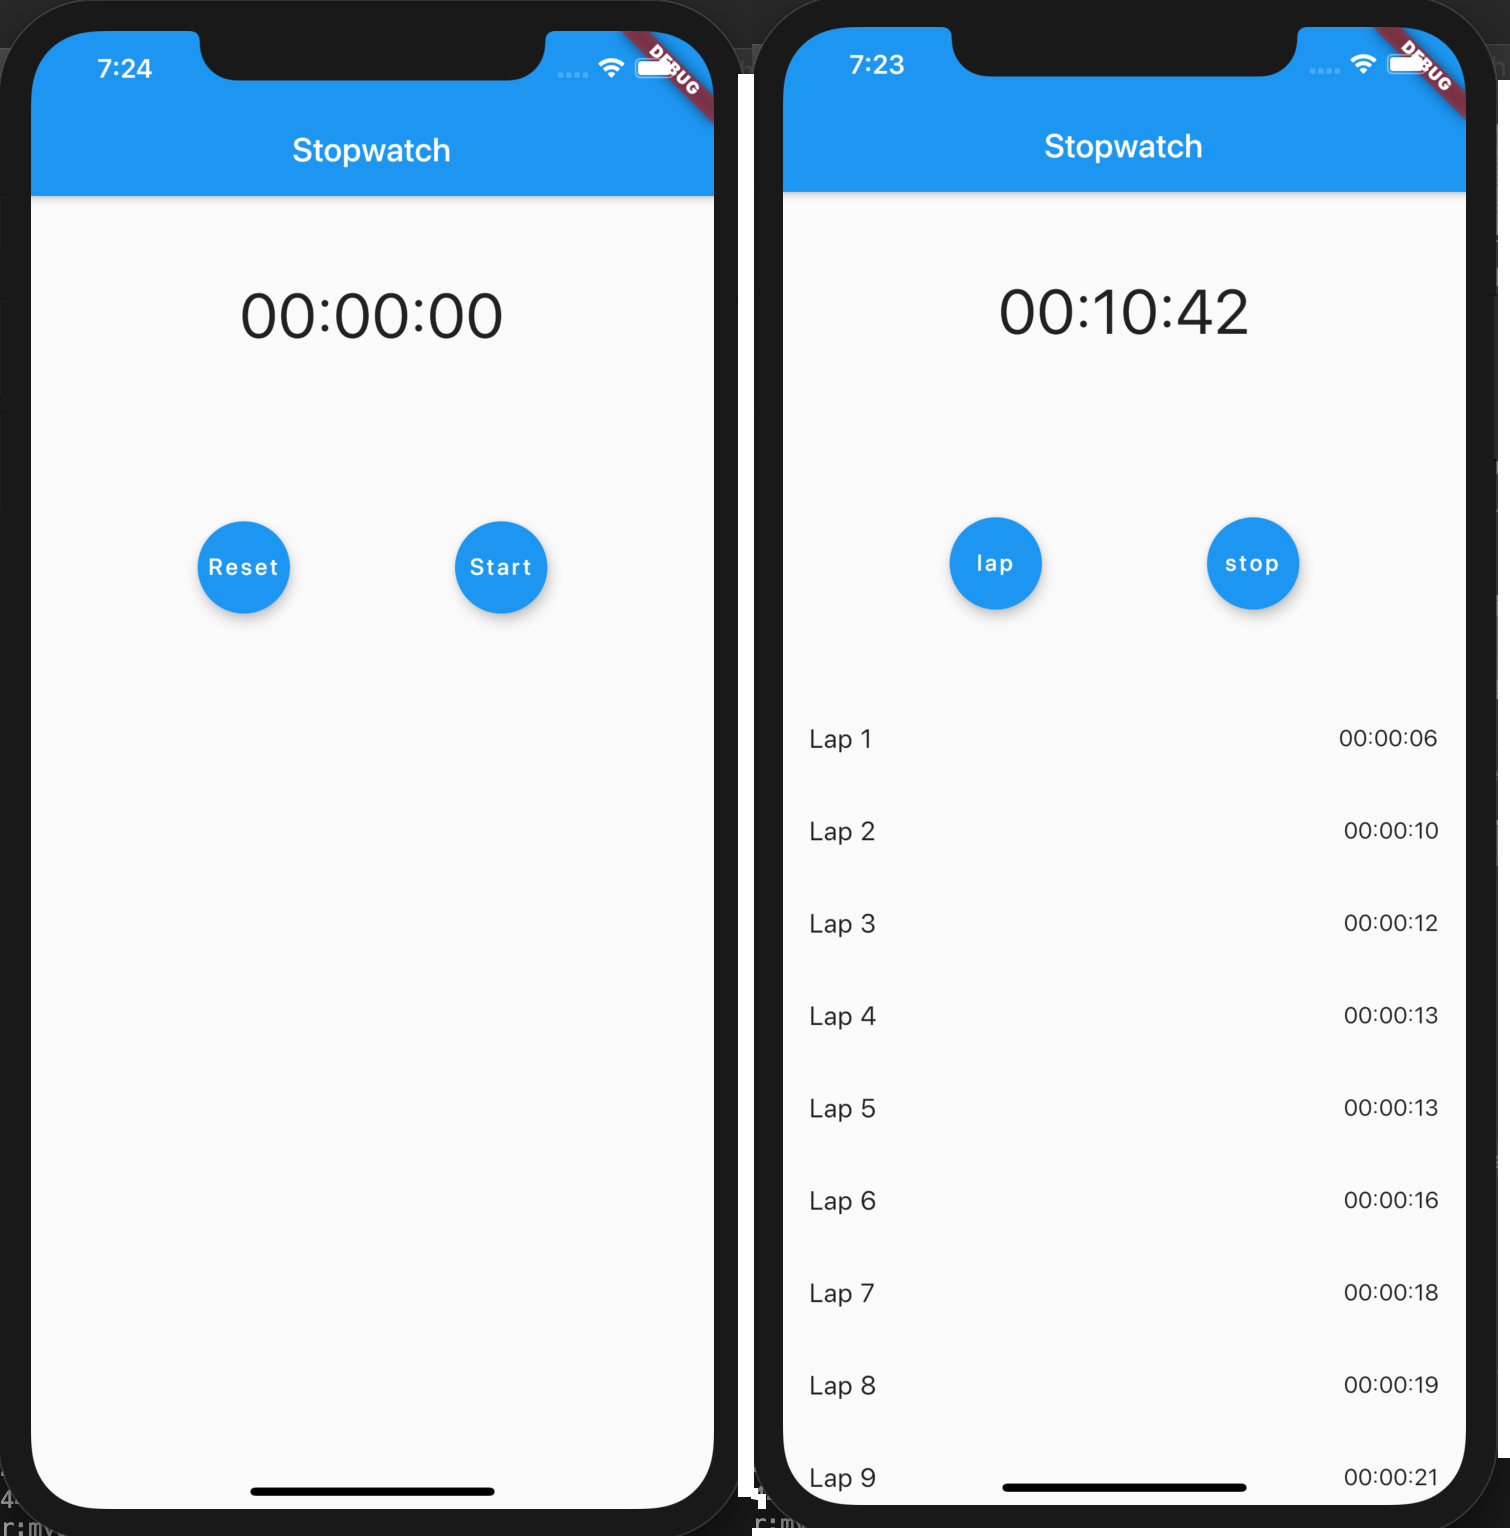 7:24
DEBUG
Stopwatch
00:00:00
Reset Start
7:23
DEBUG
Stopwatch
00:10:42
lap stop
Lap 1 00:00:06
Lap 2 00:00:10
Lap 3 00:00:12
Lap 4 00:00:13
Lap 5 00:00:13
Lap 6 00:00:16
Lap 7 00:00:18
Lap 8 00:00:19
Lap 9 00:00:21